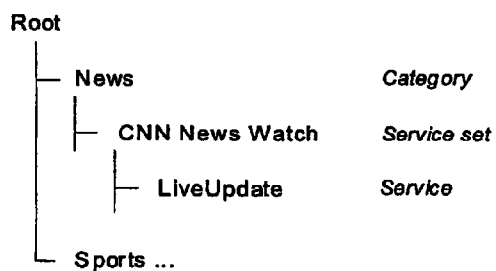 Root
News Category
CNN News Watch Service set
LiveUpdate Service
Sports ...